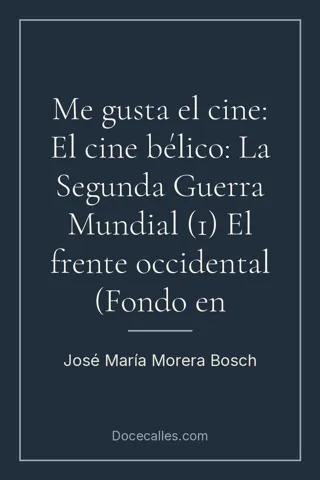 Me gusta el cine:
El cine bélico: La
Segunda Guerra
Mundial (1) El
frente occidental
(Fondo en
José María Morera Bosch
Docecalles.com